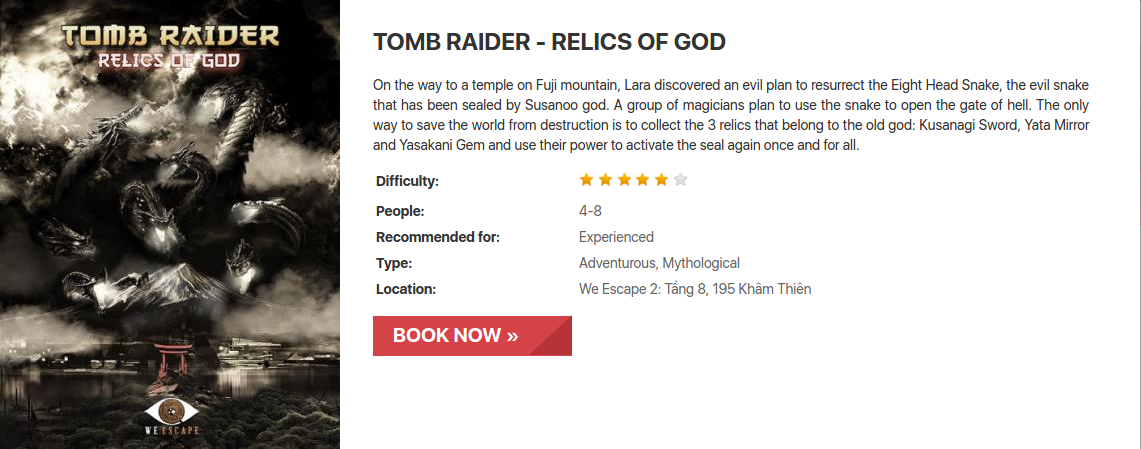 TOMB RAIDER
RELICS OF GOD
WE ESCAPE
TOMB RAIDER - RELICS OF GOD
On the way to a temple on Fuji mountain, Lara discovered an evil plan to resurrect the Eight Head Snake, the evil snake
that has been sealed by Susanoo god. A group of magicians plan to use the snake to open the gate of hell. The only
way to save the world from destruction is to collect the 3 relics that belong to the old god: Kusanagi Sword, Yata Mirror
and Yasakani Gem and use their power to activate the seal again once and for all.
Difficulty:
People: 4-8
Recommended for: Experienced
Type: Adventurous, Mythological
Location: We Escape 2: Tầng 8, 195 Khâm Thiên
BOOK NOW »